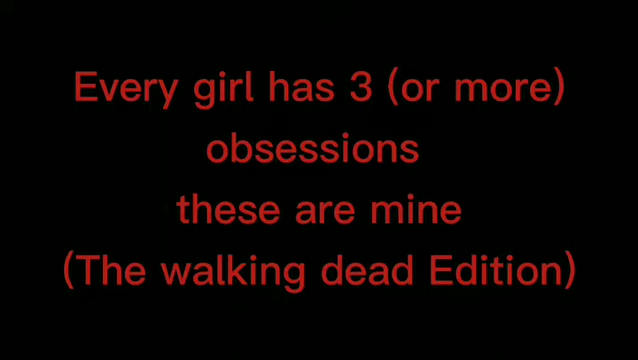 Every girl has 3 (or more)
obsessions
these are mine
(The walking dead Edition)